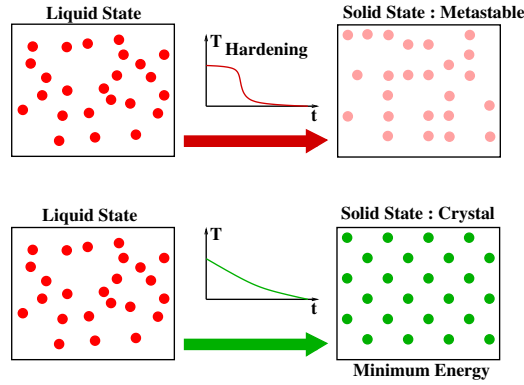 Liquid State
Solid State : Metastable
T
Hardening
t
Liquid State
Solid State : Crystal
T
t
Minimum Energy